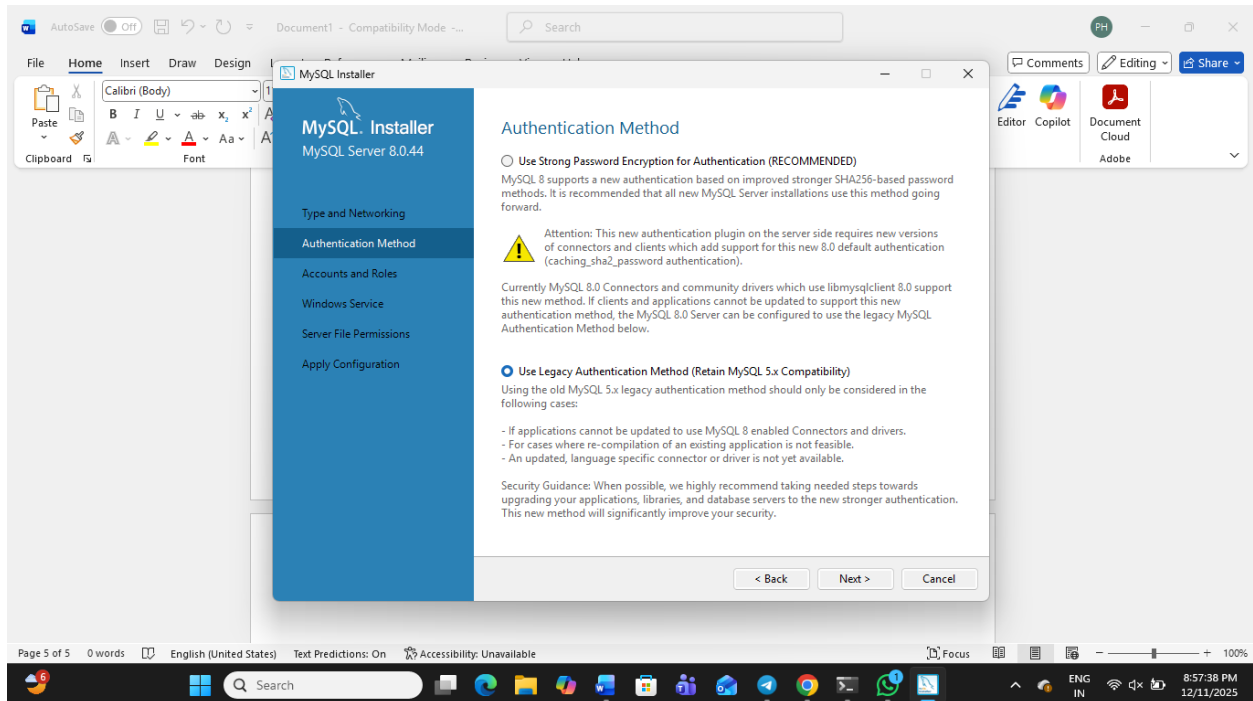 AutoSave Off Document1 - Compatibility Mode -... Search PH
File Home Insert Draw Design Comments Editing Share
MySQL Installer
Calibri (Body)
Paste B I U ab x2 x2 A Editor Copilot Document
Cloud
A A Aa
Clipboard Font Adobe
MySQL. Installer
MySQL Server 8.0.44
Type and Networking
Authentication Method
Accounts and Roles
Windows Service
Server File Permissions
Apply Configuration
Authentication Method
Use Strong Password Encryption for Authentication (RECOMMENDED)
MySQL 8 supports a new authentication based on improved stronger SHA256-based password
methods. It is recommended that all new MySQL Server installations use this method going
forward.
Attention: This new authentication plugin on the server side requires new versions
of connectors and clients which add support for this new 8.0 default authentication
(caching_sha2_password authentication).
Currently MySQL 8.0 Connectors and community drivers which use libmysqlclient 8.0 support
this new method. If clients and applications cannot be updated to support this new
authentication method, the MySQL 8.0 Server can be configured to use the legacy MySQL
Authentication Method below.
Use Legacy Authentication Method (Retain MySQL 5.x Compatibility)
Using the old MySQL 5.x legacy authentication method should only be considered in the
following cases:
- If applications cannot be updated to use MySQL 8 enabled Connectors and drivers.
- For cases where re-compilation of an existing application is not feasible.
- An updated, language specific connector or driver is not yet available.
Security Guidance: When possible, we highly recommend taking needed steps towards
upgrading your applications, libraries, and database servers to the new stronger authentication.
This new method will significantly improve your security.
< Back Next > Cancel
Page 5 of 5 0 words English (United States) Text Predictions: On Accessibility: Unavailable Focus 100%
6 Search 1 ENG 8:57:38 PM
IN 12/11/2025